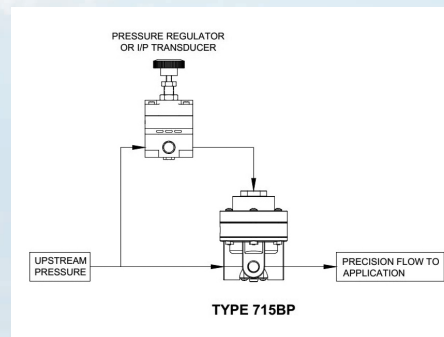 PRESSURE REGULATOR
OR I/P TRANSDUCER
UPSTREAM
PRESSURE
PRECISION FLOW TO
APPLICATION
TYPE 715BP